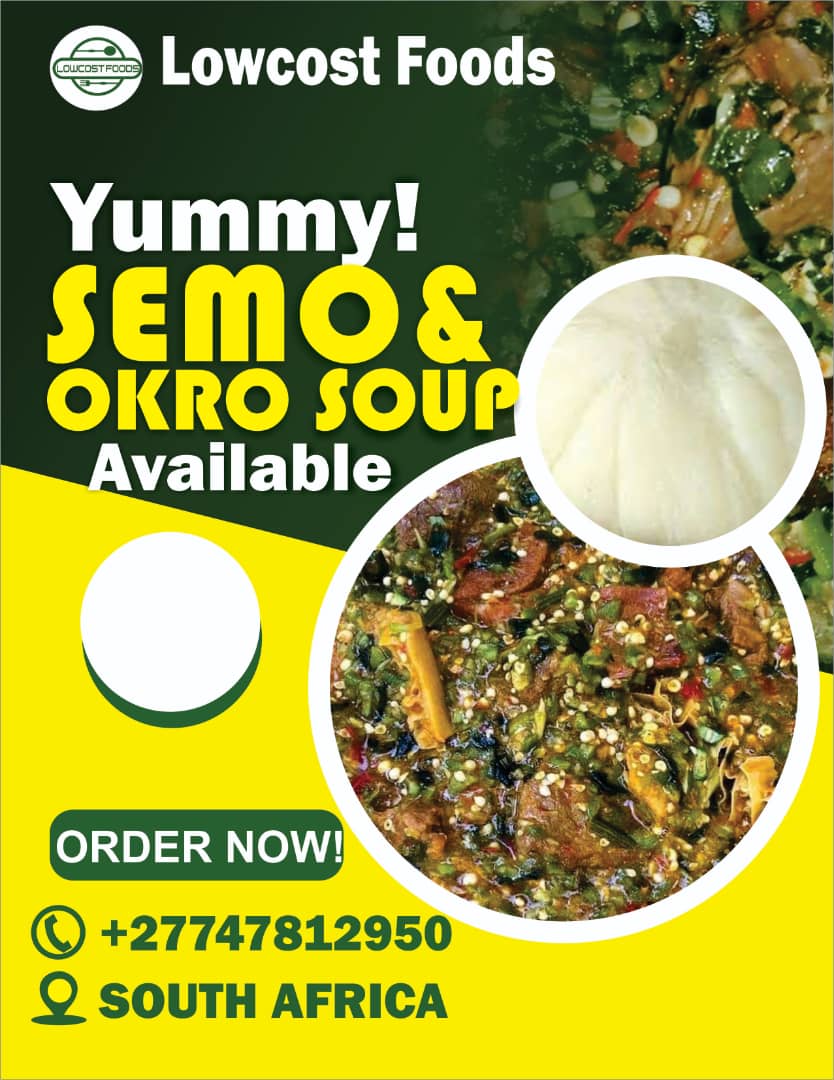 LOWCOST FOODS
Lowcost Foods
Yummy!
SEMO &
OKRO SOUP
Available
ORDER NOW!
+27747812950
SOUTH AFRICA